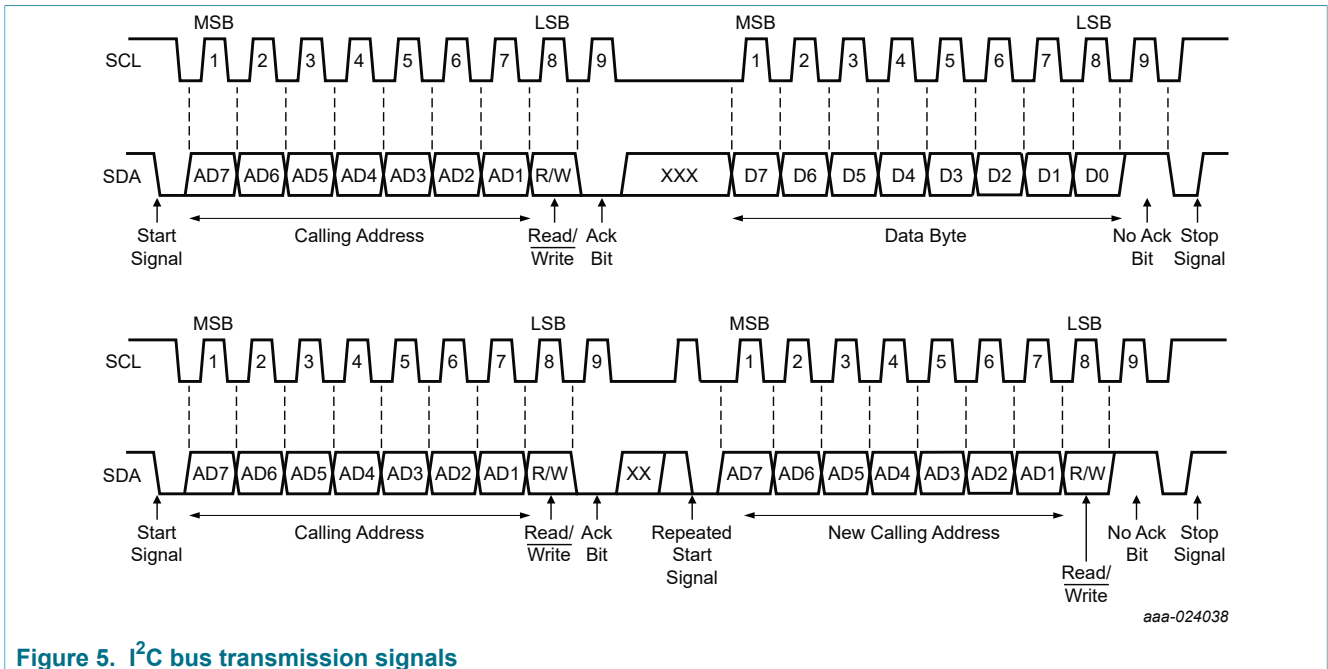 MSB LSB MSB LSB
SCL 1 2 3 4 5 6 7 8 9 1 2 3 4 5 6 7 8 9
SDA AD7 AD6 AD5 AD4 AD3 AD2 AD1 R/W XXX D7 D6 D5 D4 D3 D2 D1 D0
Start Signal Calling Address Read/Write Ack Bit Data Byte No Ack Bit Stop Signal
MSB LSB MSB LSB
SCL 1 2 3 4 5 6 7 8 9 1 2 3 4 5 6 7 8 9
SDA AD7 AD6 AD5 AD4 AD3 AD2 AD1 R/W XX AD7 AD6 AD5 AD4 AD3 AD2 AD1 R/W
Start Signal Calling Address Read/Write Ack Bit Repeated Start Signal New Calling Address Read/Write No Ack Bit Stop Signal
aaa-024038
Figure 5. I²C bus transmission signals